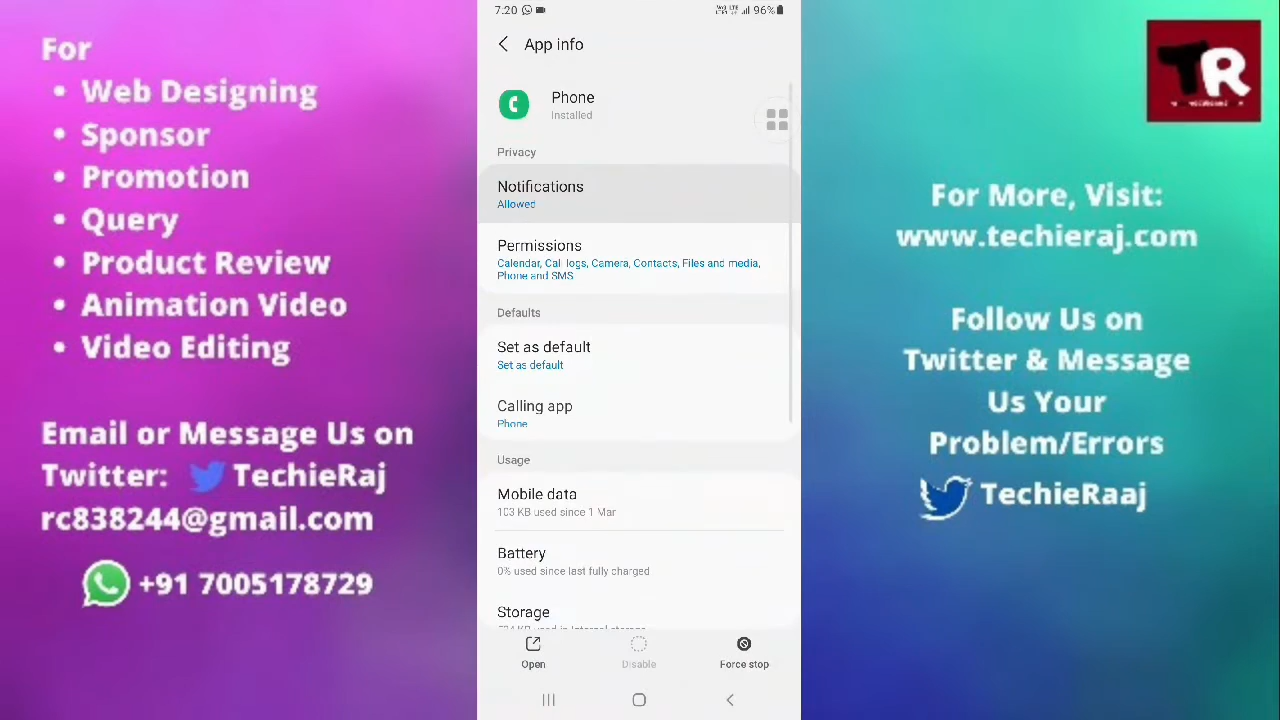 For
• Web Designing
• Sponsor
• Promotion
• Query
• Product Review
• Animation Video
• Video Editing
Email or Message Us on
Twitter: TechieRaj
rc838244@gmail.com
+91 7005178729
7:20
96%
App info
Phone
Installed
Privacy
Notifications
Allowed
Permissions
Calendar, Call logs, Camera, Contacts, Files and media,
Phone and SMS
Defaults
Set as default
Set as default
Calling app
Phone
Usage
Mobile data
103 KB used since 1 Mar
Battery
0% used since last fully charged
Storage
Open
Disable
Force stop
TR
For More, Visit:
www.techieraj.com
Follow Us on
Twitter & Message
Us Your
Problem/Errors
TechieRaaj